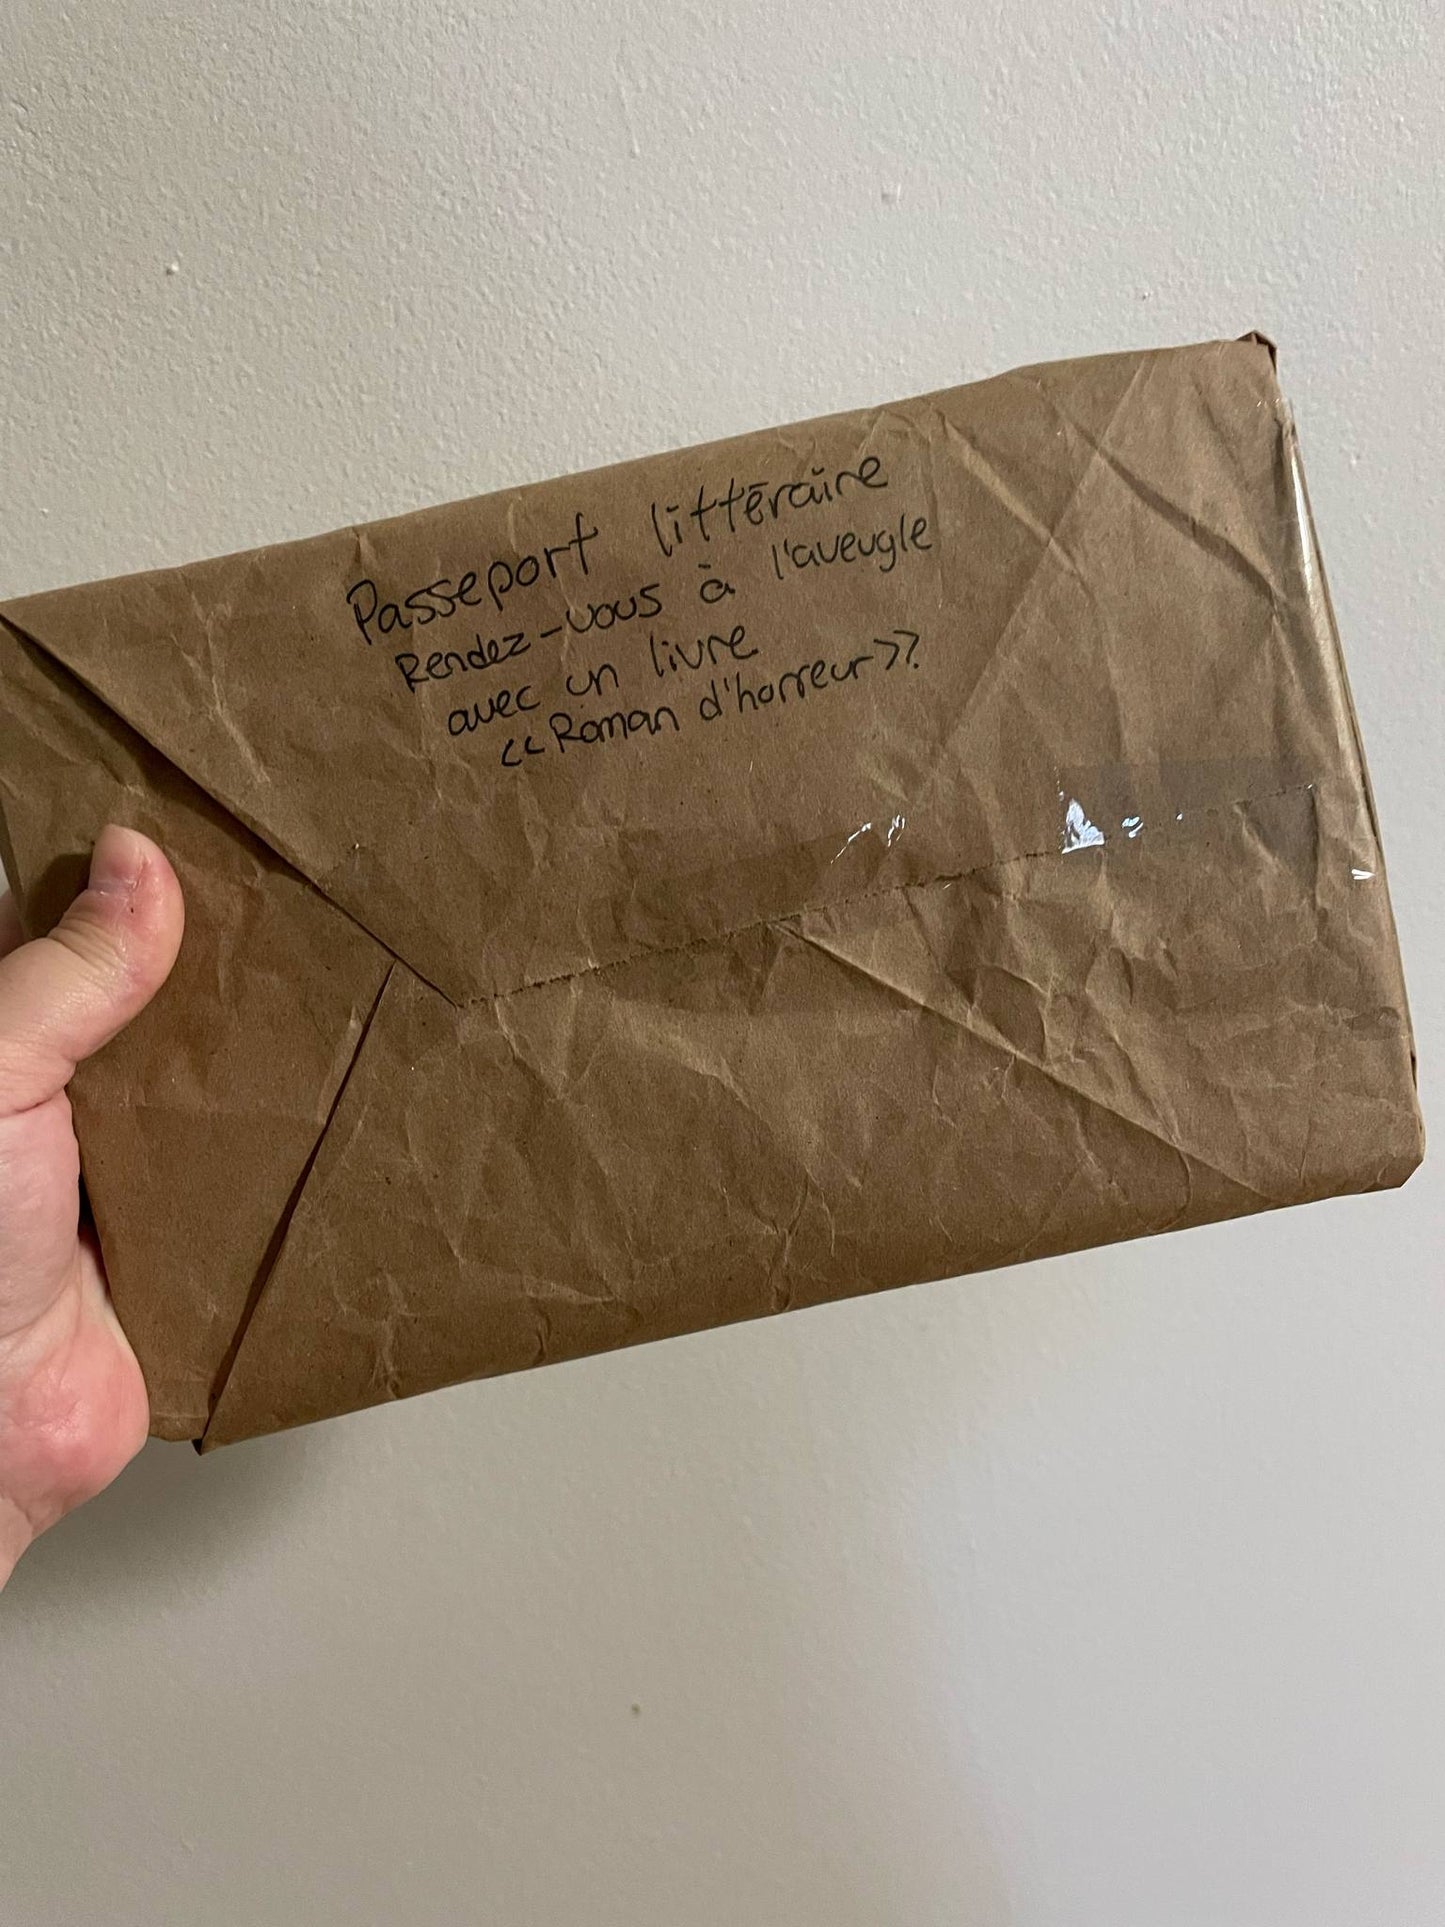 Passeport littéraire
Rendez-vous à l'aveugle
avec un livre
<<Roman d'horreur>>.